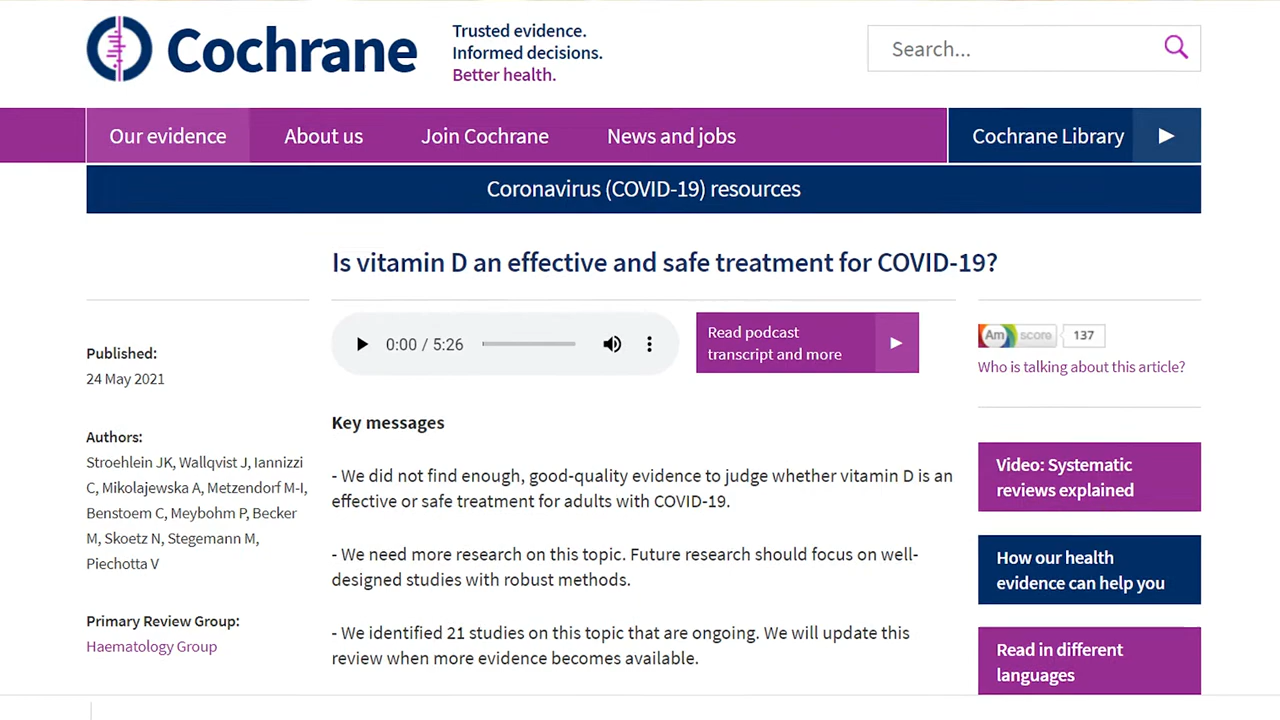 Cochrane
Trusted evidence.
Informed decisions.
Better health.
Search...
Our evidence
About us
Join Cochrane
News and jobs
Cochrane Library
Coronavirus (COVID-19) resources
Is vitamin D an effective and safe treatment for COVID-19?
Published:
24 May 2021
Authors:
Stroehlein JK, Wallqvist J, Iannizzi
C, Mikolajewska A, Metzendorf M-I,
Benstoem C, Meybohm P, Becker
M, Skoetz N, Stegemann M,
Piechotta V
Primary Review Group:
Haematology Group
0:00 / 5:26
Read podcast
transcript and more
Key messages
- We did not find enough, good-quality evidence to judge whether vitamin D is an
effective or safe treatment for adults with COVID-19.
- We need more research on this topic. Future research should focus on well-
designed studies with robust methods.
- We identified 21 studies on this topic that are ongoing. We will update this
review when more evidence becomes available.
Am score 137
Who is talking about this article?
Video: Systematic
reviews explained
How our health
evidence can help you
Read in different
languages